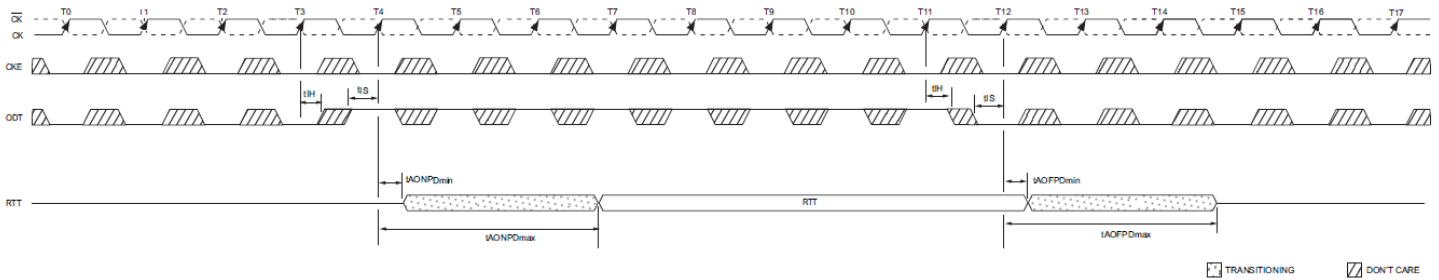 CK T0 T1 T2 T3 T4 T5 T6 T7 T8 T9 T10 T11 T12 T13 T14 T15 T16 T17
CK
CKE
tIH tIS tIH tIS
ODT
tAONPDmin tAOFPDmin
RTT RTT
tAONPDmax tAOFPDmax
TRANSITIONING DON'T CARE